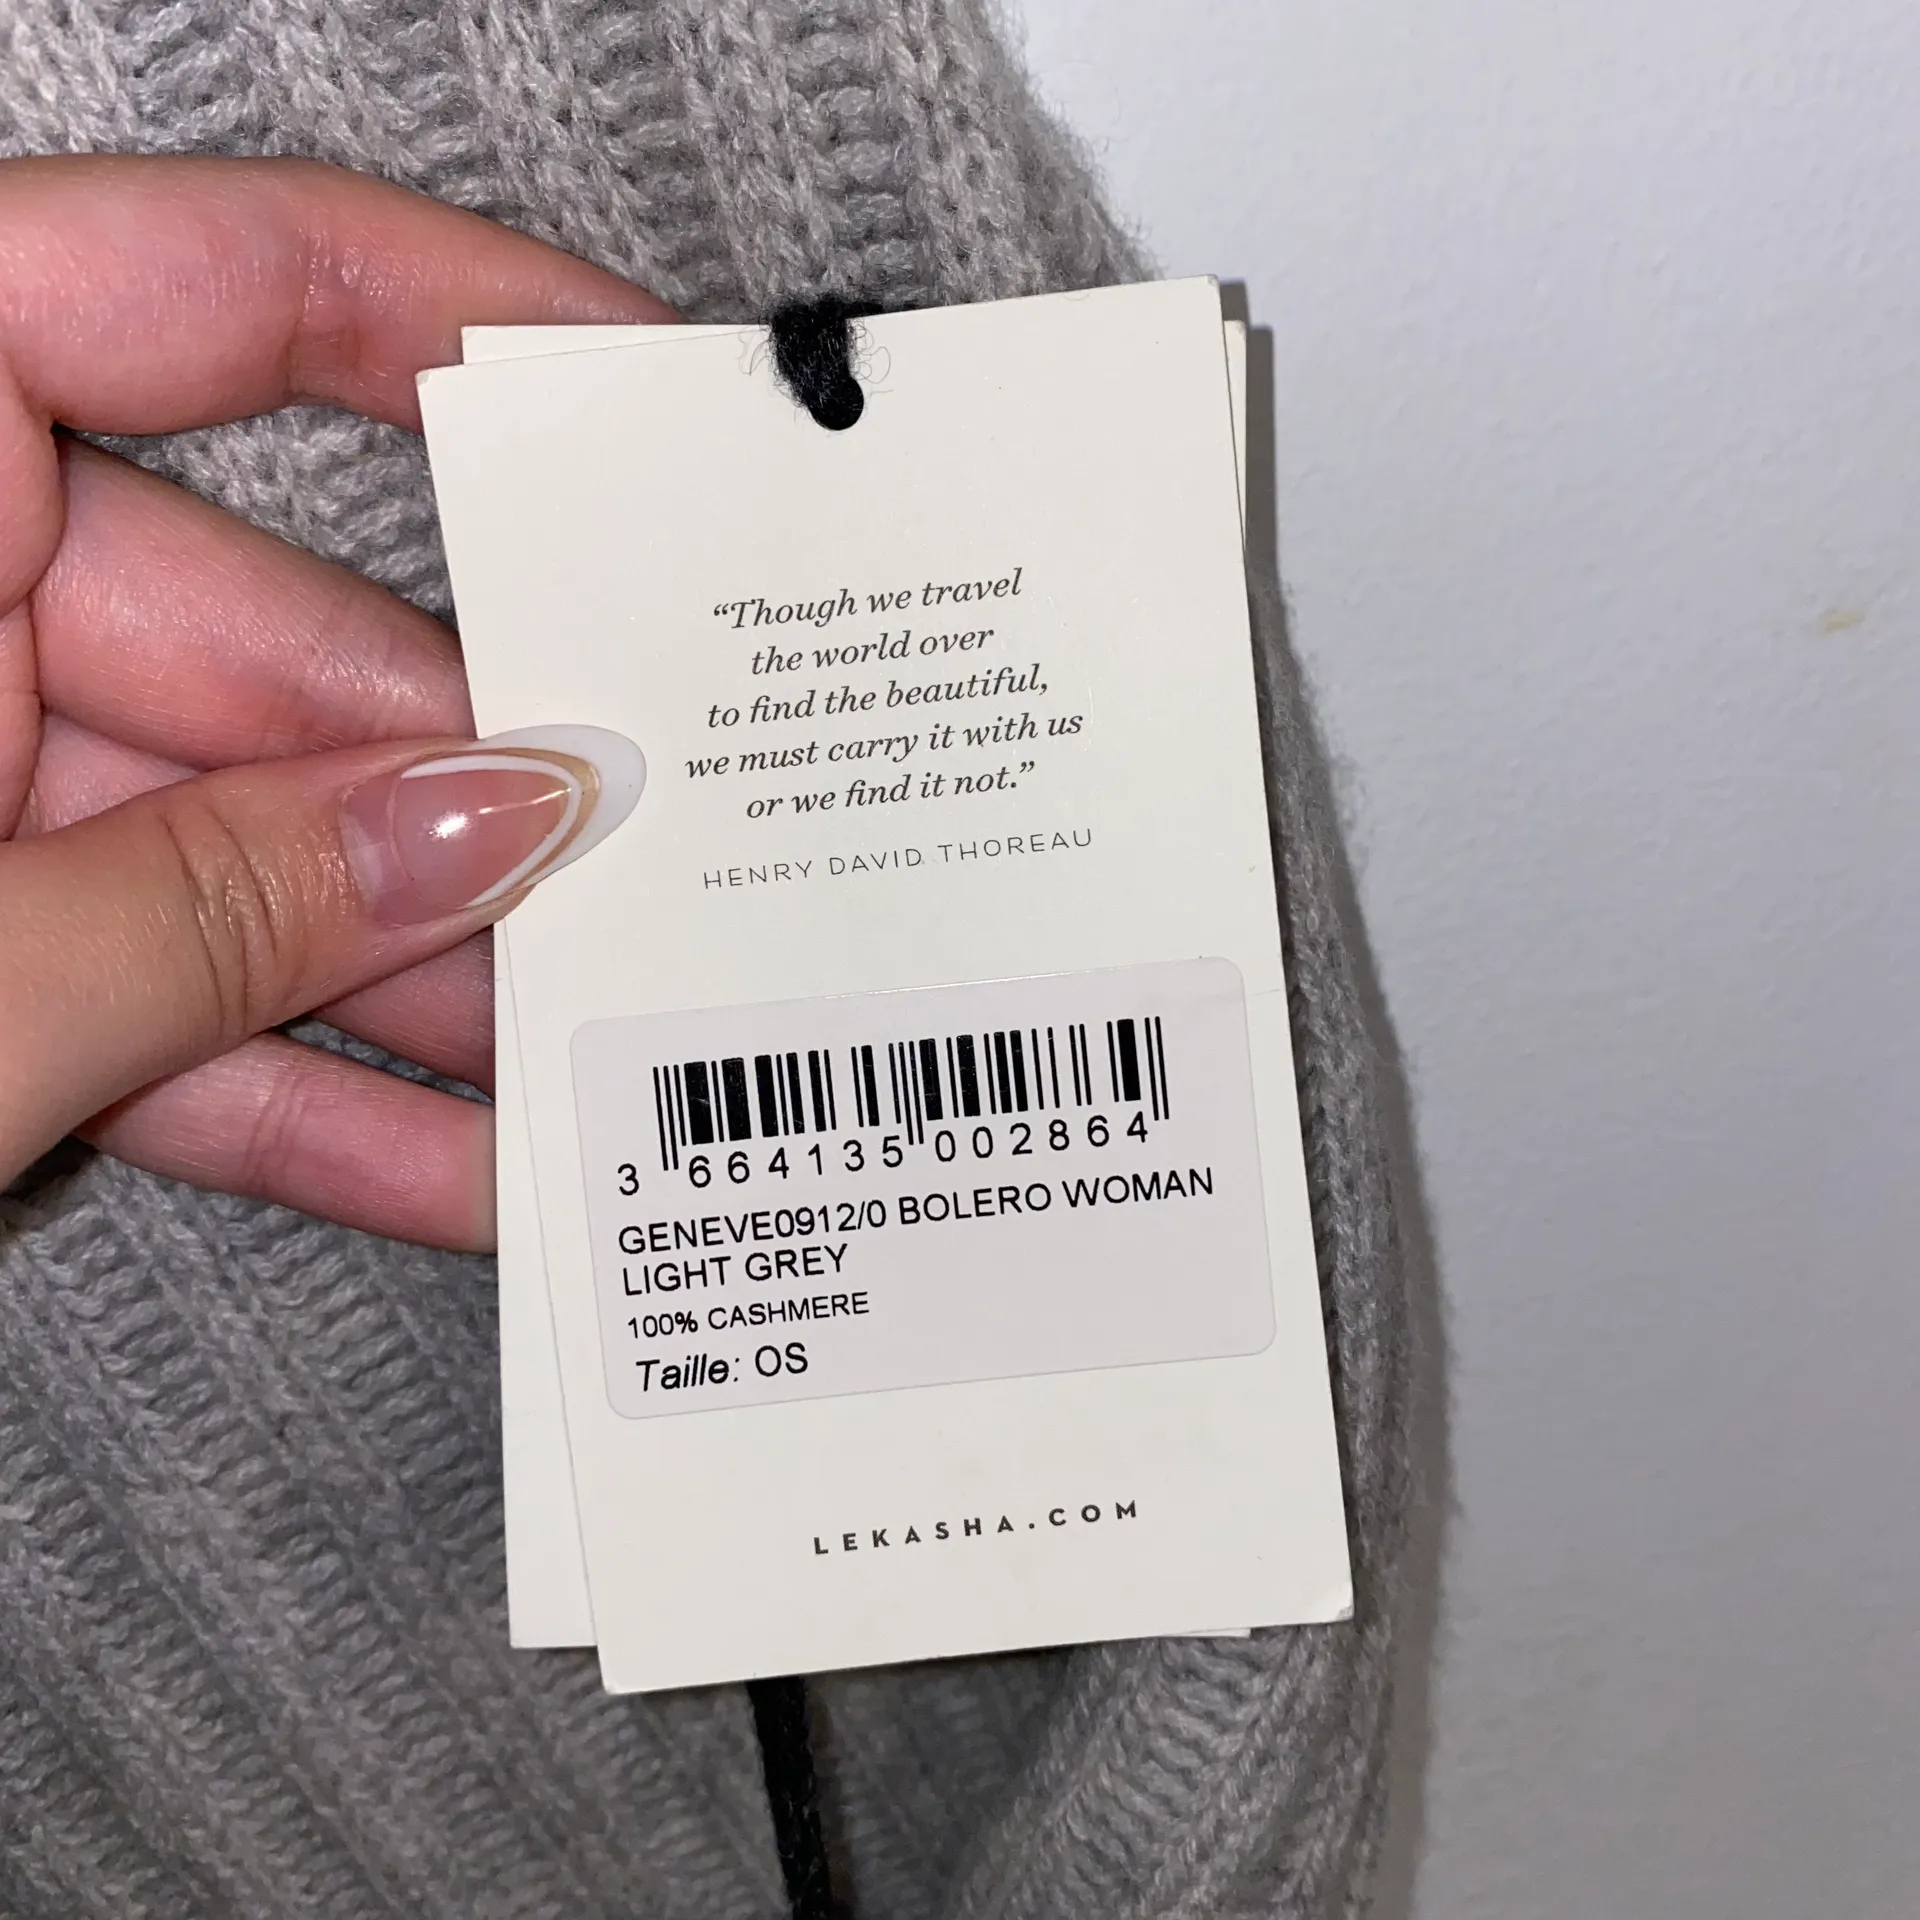 “Though we travel
the world over
to find the beautiful,
we must carry it with us
or we find it not.”
HENRY DAVID THOREAU
3 664135 002864
GENEVE0912/0 BOLERO WOMAN
LIGHT GREY
100% CASHMERE
Taille: OS
LEKASHA.COM